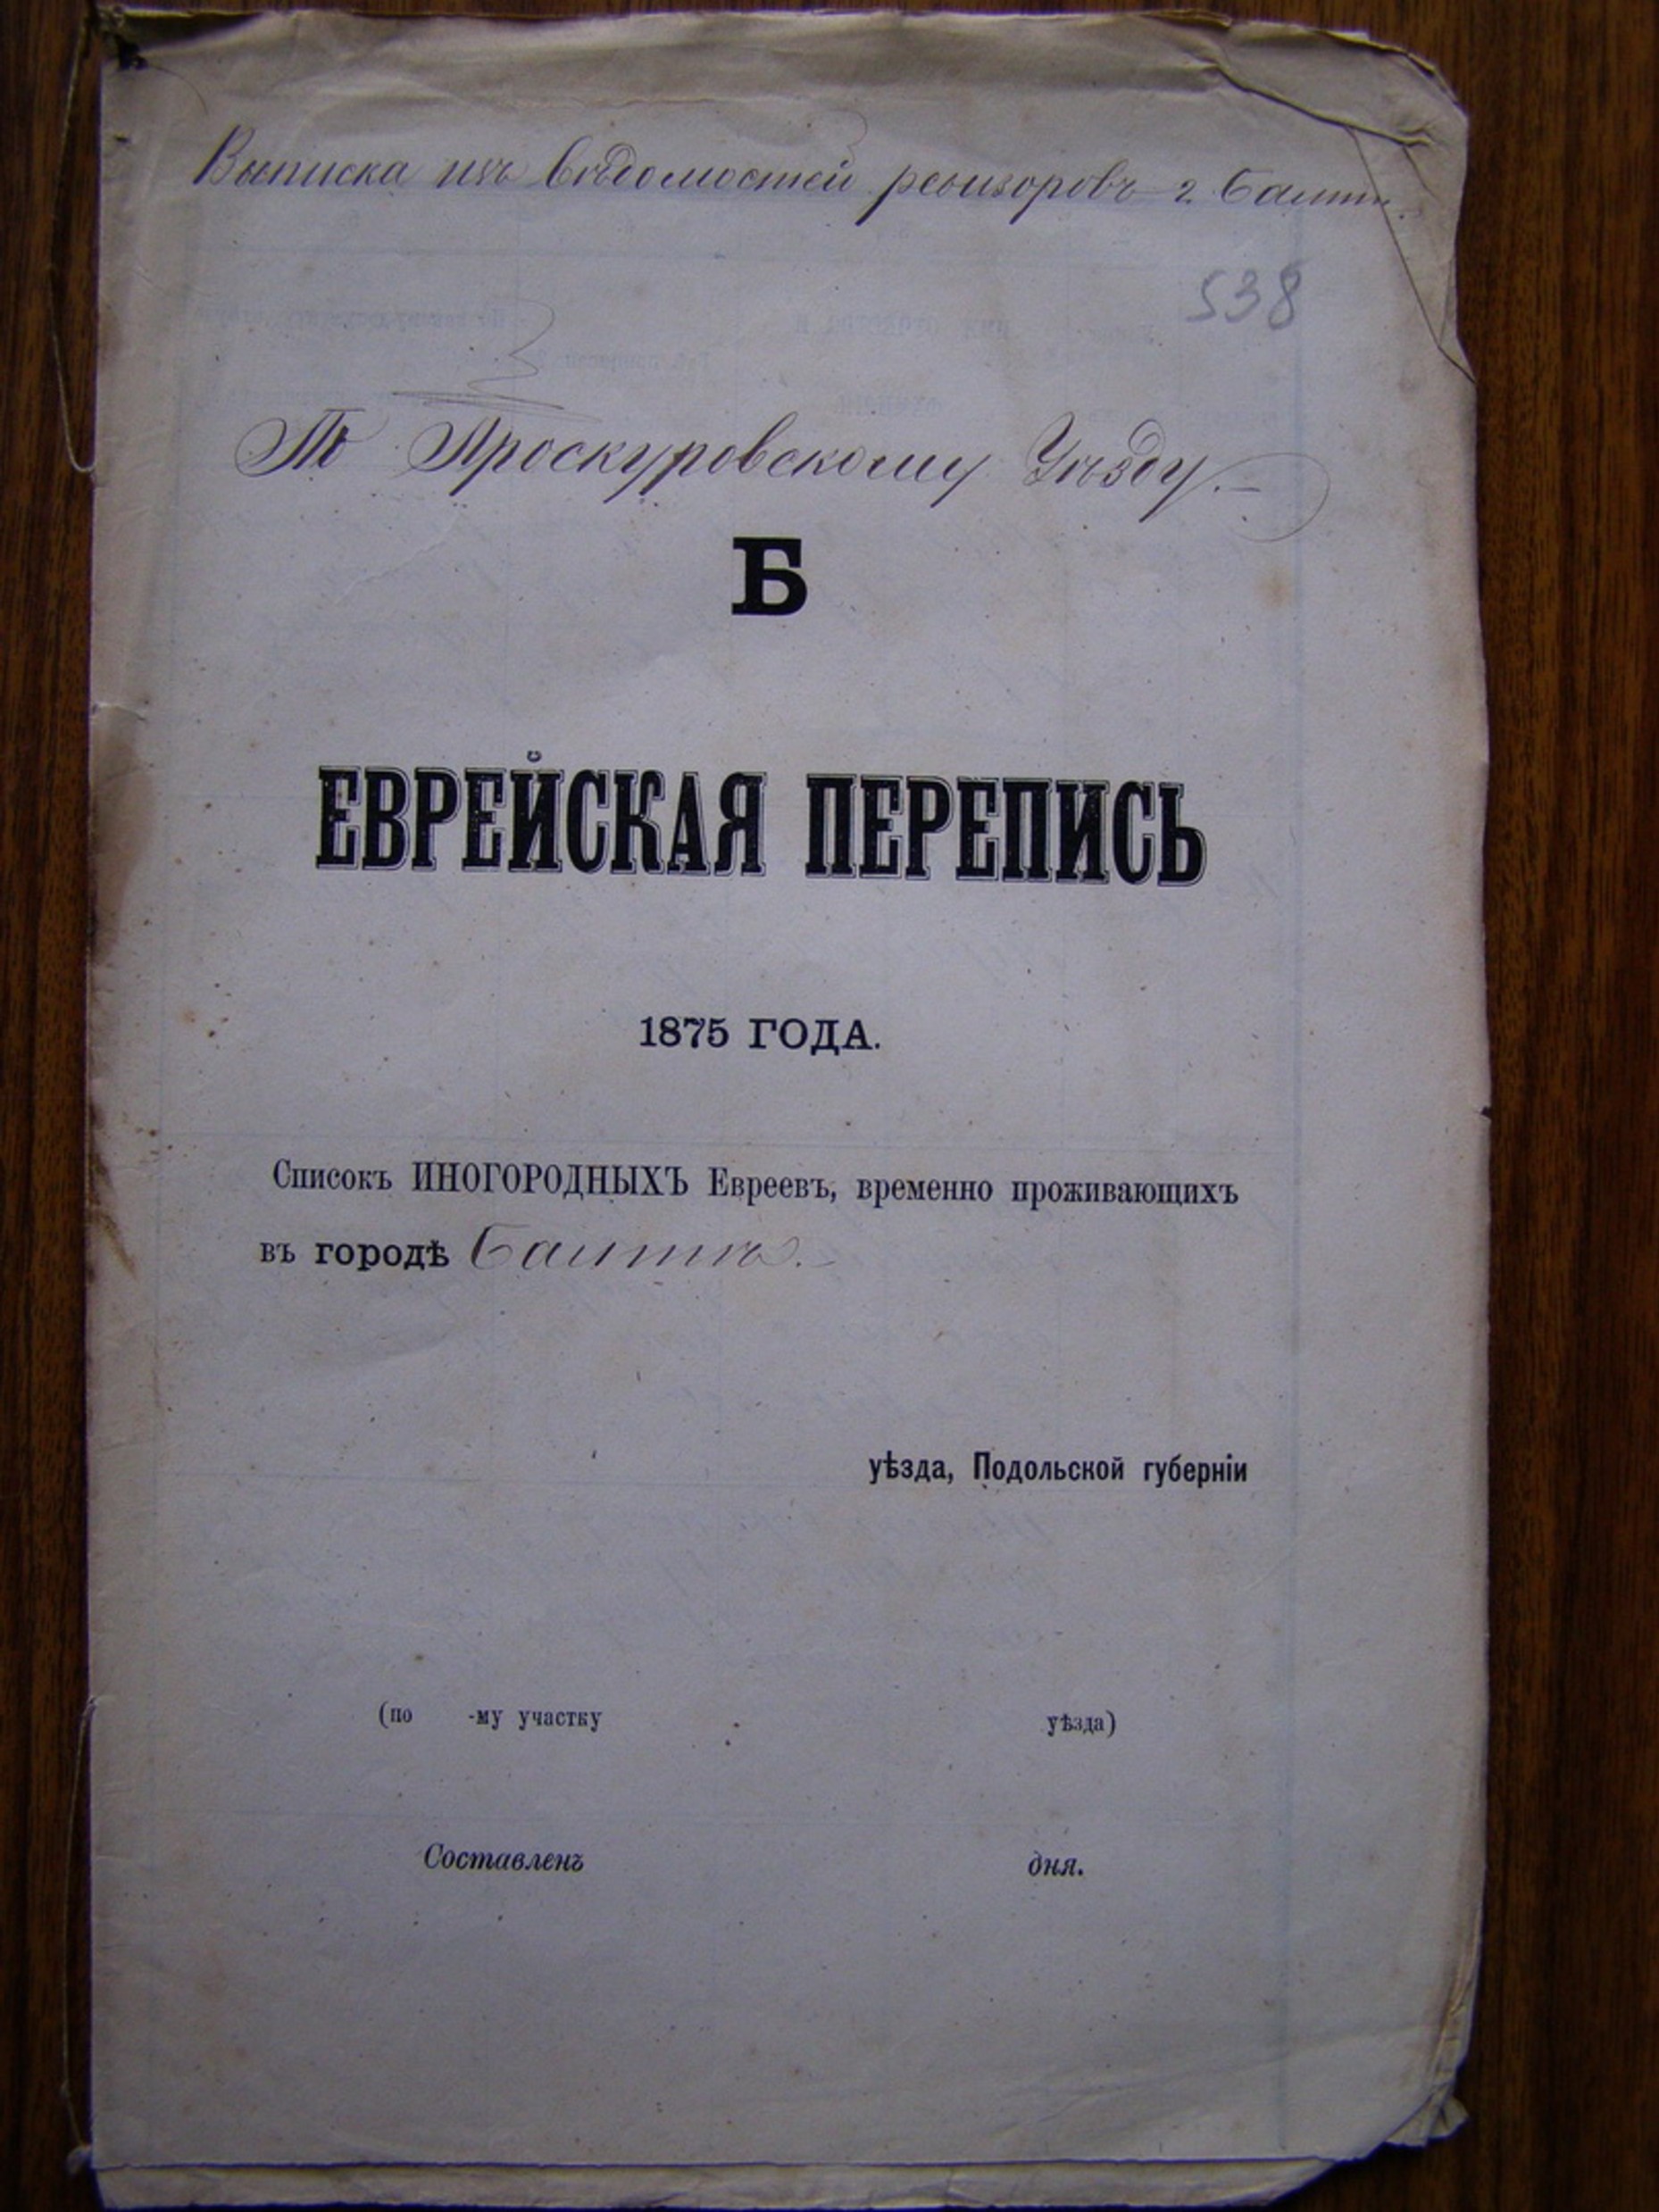 Выписка изъ вѣдомостей ревизоровъ г. Балты.
538
По Проскуровскому Уѣзду.
Б
ЕВРЕЙСКАЯ ПЕРЕПИСЬ
1875 ГОДА.
Списокъ ИНОГОРОДНЫХЪ Евреевъ, временно проживающихъ
въ городѣ Балтѣ.
уѣзда, Подольской губерніи
(по -му участку уѣзда)
Составленъ дня.